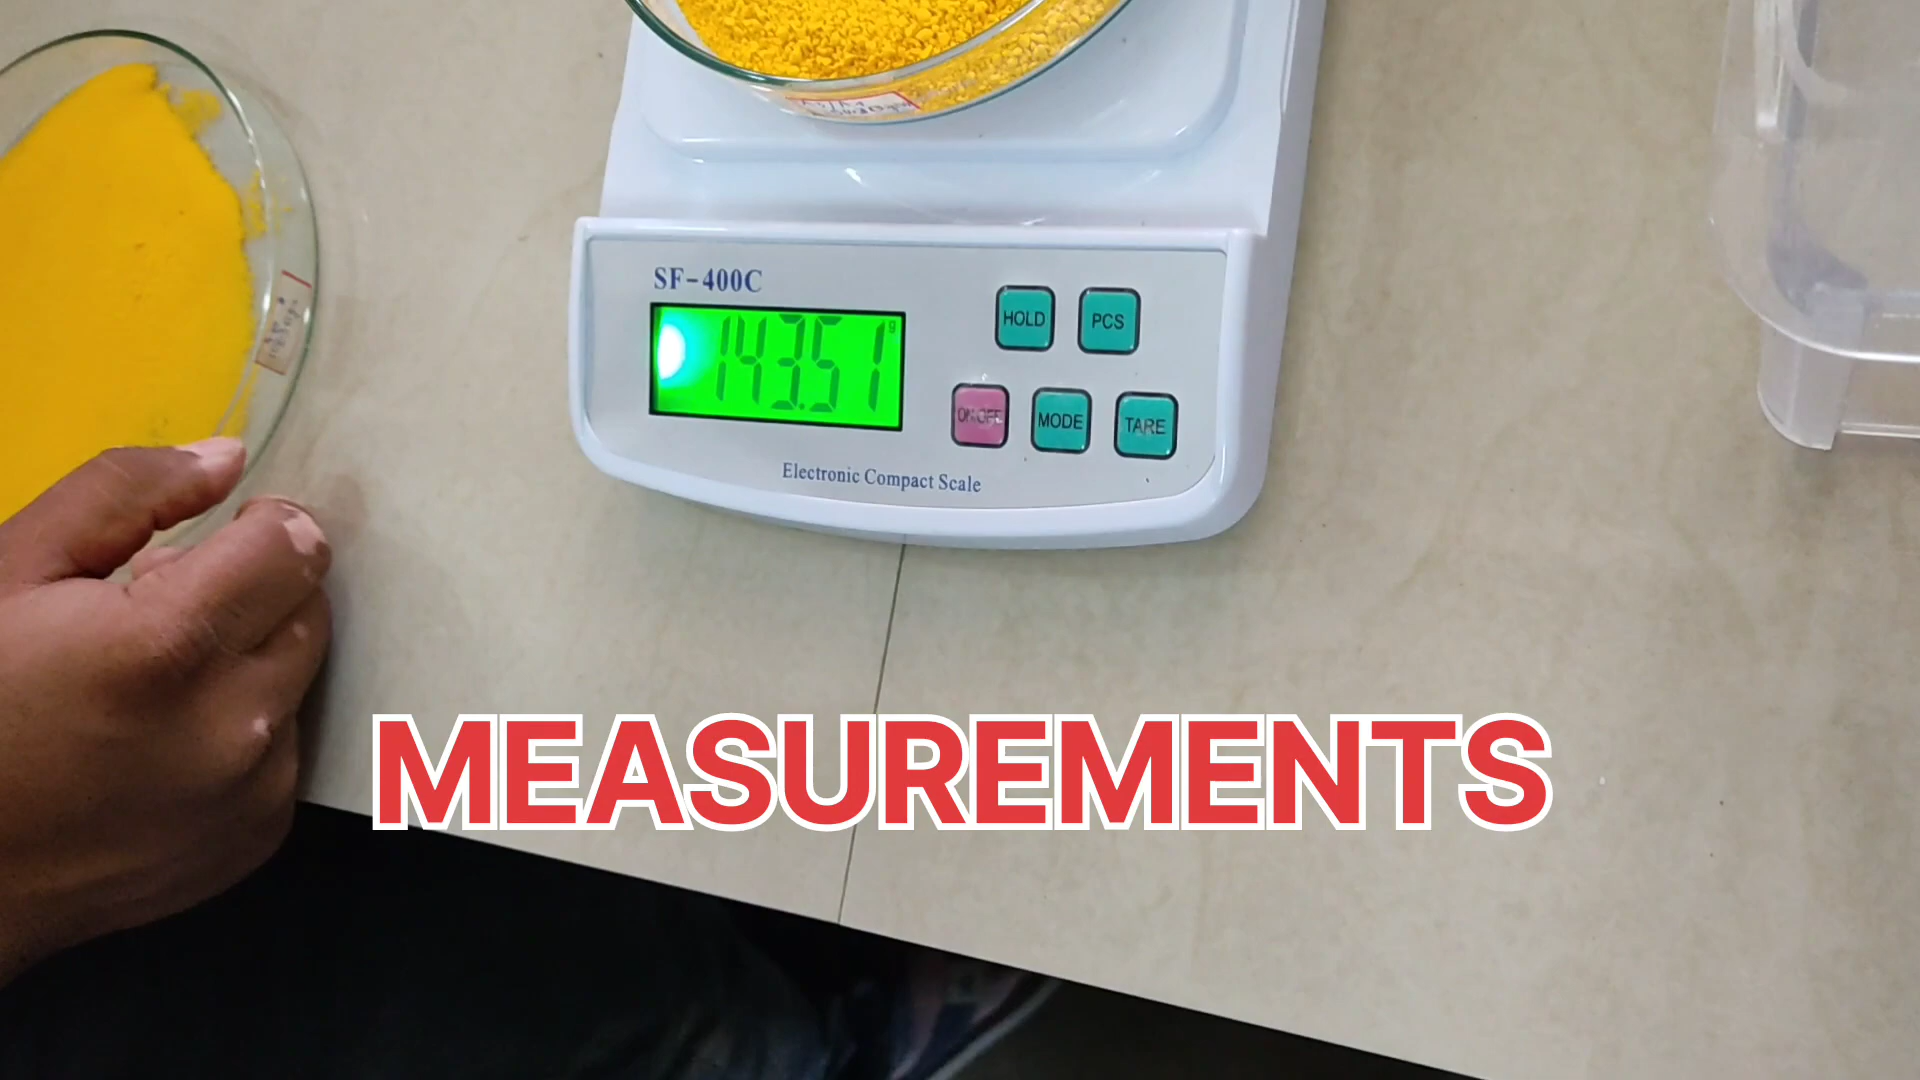 SF-400C
143.51 g
HOLD PCS
ON/OFF MODE TARE
Electronic Compact Scale
MEASUREMENTS